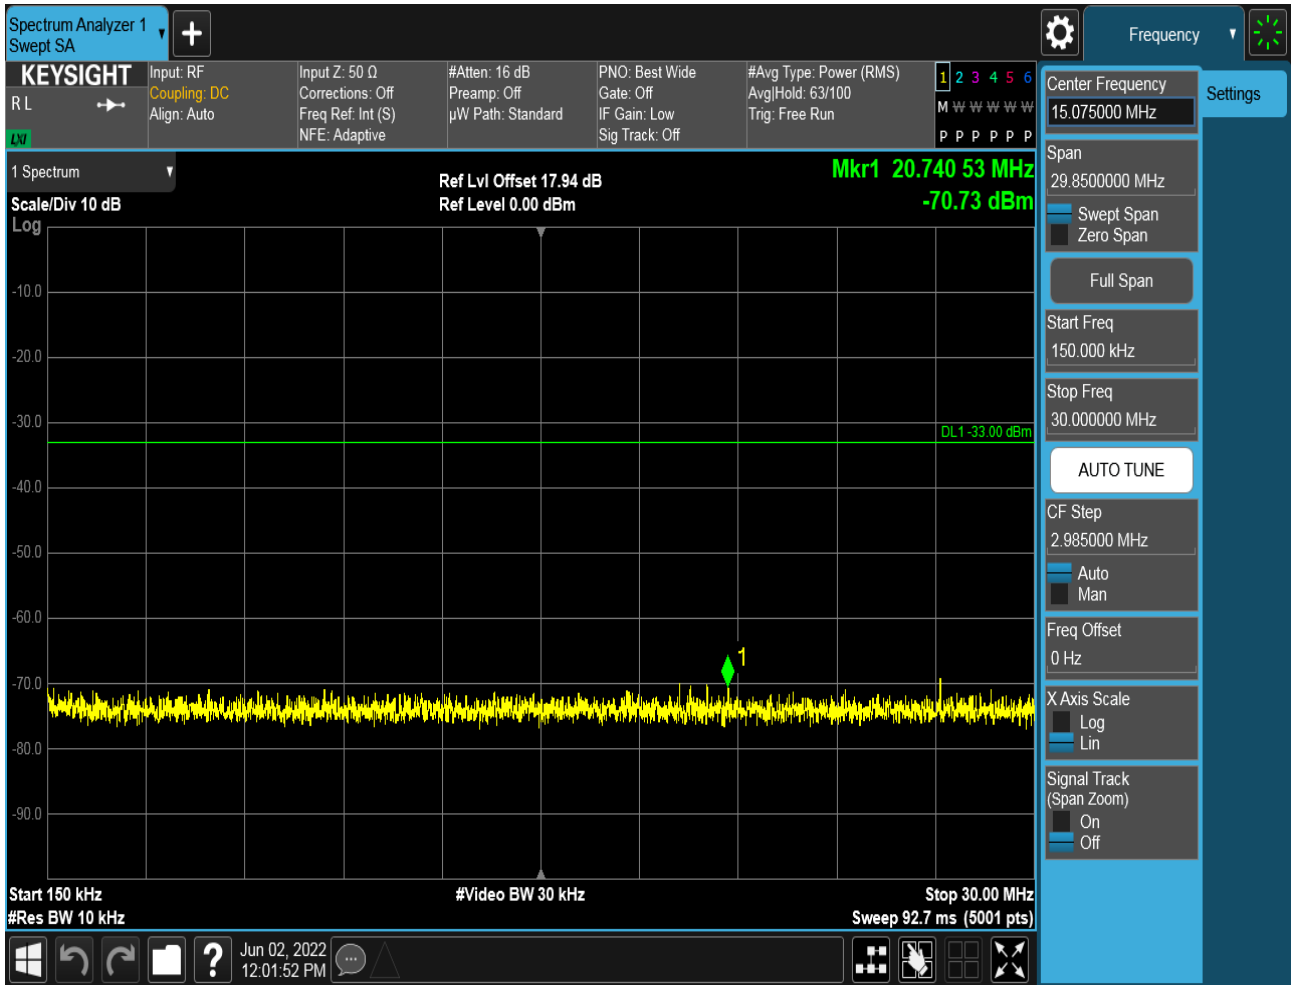 Spectrum Analyzer 1
Swept SA
+
Frequency
KEYSIGHT
R L
LXI
Input: RF
Coupling: DC
Align: Auto
Input Z: 50 Ω
Corrections: Off
Freq Ref: Int (S)
NFE: Adaptive
#Atten: 16 dB
Preamp: Off
µW Path: Standard
PNO: Best Wide
Gate: Off
IF Gain: Low
Sig Track: Off
#Avg Type: Power (RMS)
Avg|Hold: 63/100
Trig: Free Run
1 2 3 4 5 6
M W W W W W
P P P P P P
1 Spectrum
Scale/Div 10 dB
Log
Ref Lvl Offset 17.94 dB
Ref Level 0.00 dBm
Mkr1 20.740 53 MHz
-70.73 dBm
-10.0
-20.0
-30.0
DL1 -33.00 dBm
-40.0
-50.0
-60.0
1
-70.0
-80.0
-90.0
Start 150 kHz
#Res BW 10 kHz
#Video BW 30 kHz
Stop 30.00 MHz
Sweep 92.7 ms (5001 pts)
?
Jun 02, 2022
12:01:52 PM
Center Frequency
15.075000 MHz
Settings
Span
29.8500000 MHz
Swept Span
Zero Span
Full Span
Start Freq
150.000 kHz
Stop Freq
30.000000 MHz
AUTO TUNE
CF Step
2.985000 MHz
Auto
Man
Freq Offset
0 Hz
X Axis Scale
Log
Lin
Signal Track
(Span Zoom)
On
Off